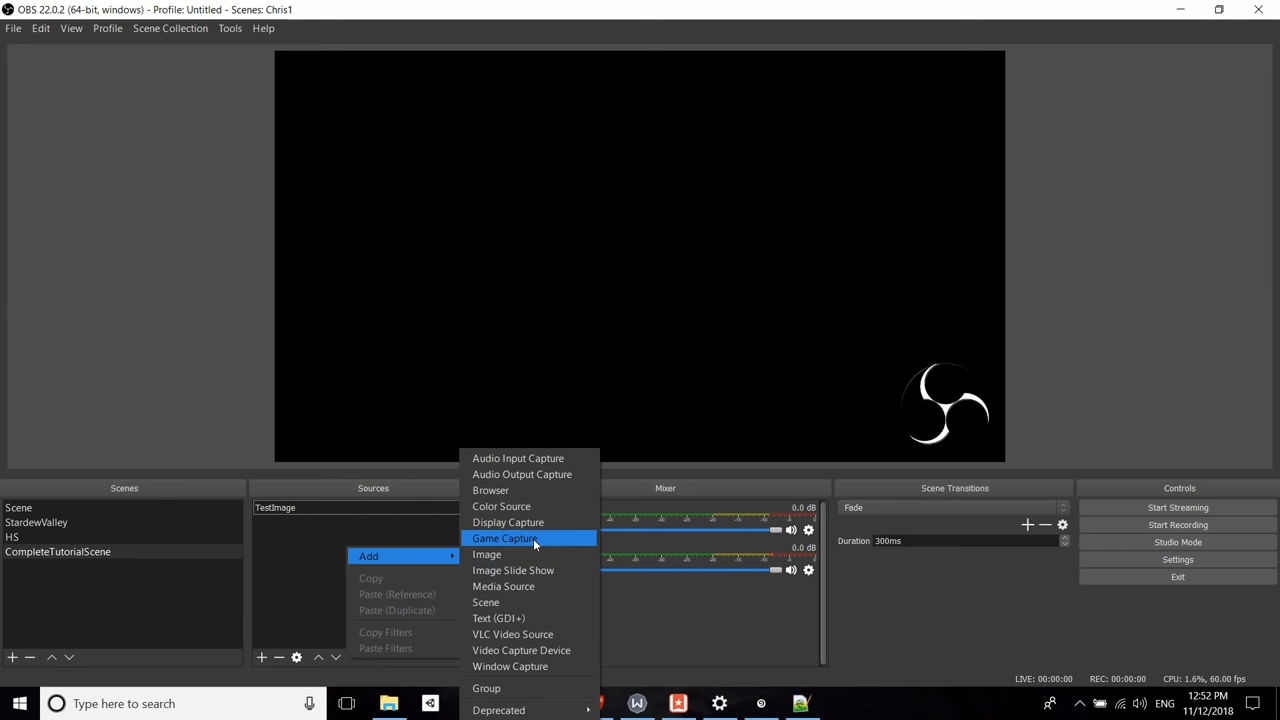 OBS 22.0.2 (64-bit, windows) - Profile: Untitled - Scenes: Chris1
File Edit View Profile Scene Collection Tools Help
Audio Input Capture
Audio Output Capture
Browser
Color Source
Display Capture
Game Capture
Image
Image Slide Show
Media Source
Scene
Text (GDI+)
VLC Video Source
Video Capture Device
Window Capture
Group
Deprecated
Scenes
Scene
StardewValley
HS
CompleteTutorialScene
Sources
TestImage
Add
Copy
Paste (Reference)
Paste (Duplicate)
Copy Filters
Paste Filters
Mixer
0.0 dB
0.0 dB
Scene Transitions
Fade
Duration 300ms
Controls
Start Streaming
Start Recording
Studio Mode
Settings
Exit
LIVE: 00:00:00 REC: 00:00:00 CPU: 1.6%, 60.00 fps
Type here to search
ENG
12:52 PM
11/12/2018